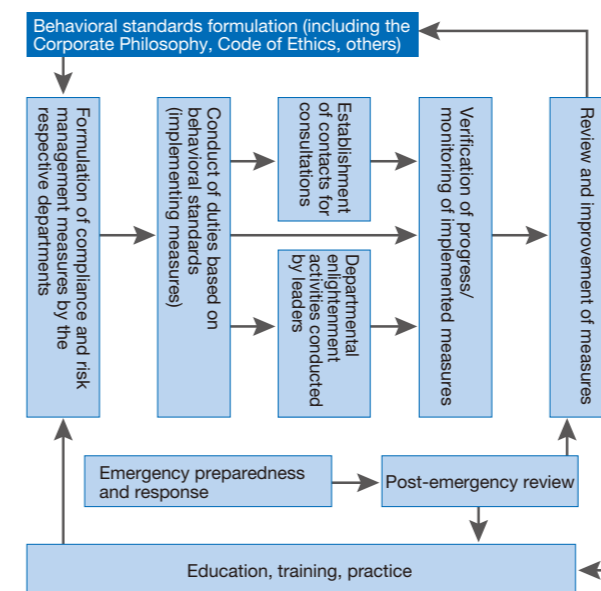 Behavioral standards formulation (including the
Corporate Philosophy, Code of Ethics, others)
Formulation of compliance and risk
management measures by the
respective departments
Conduct of duties based on
behavioral standards
(implementing measures)
Establishment
of contacts for
consultations
Departmental
enlightenment
activities conducted
by leaders
Verification of progress/
monitoring of implemented measures
Review and improvement of measures
Emergency preparedness
and response
Post-emergency review
Education, training, practice